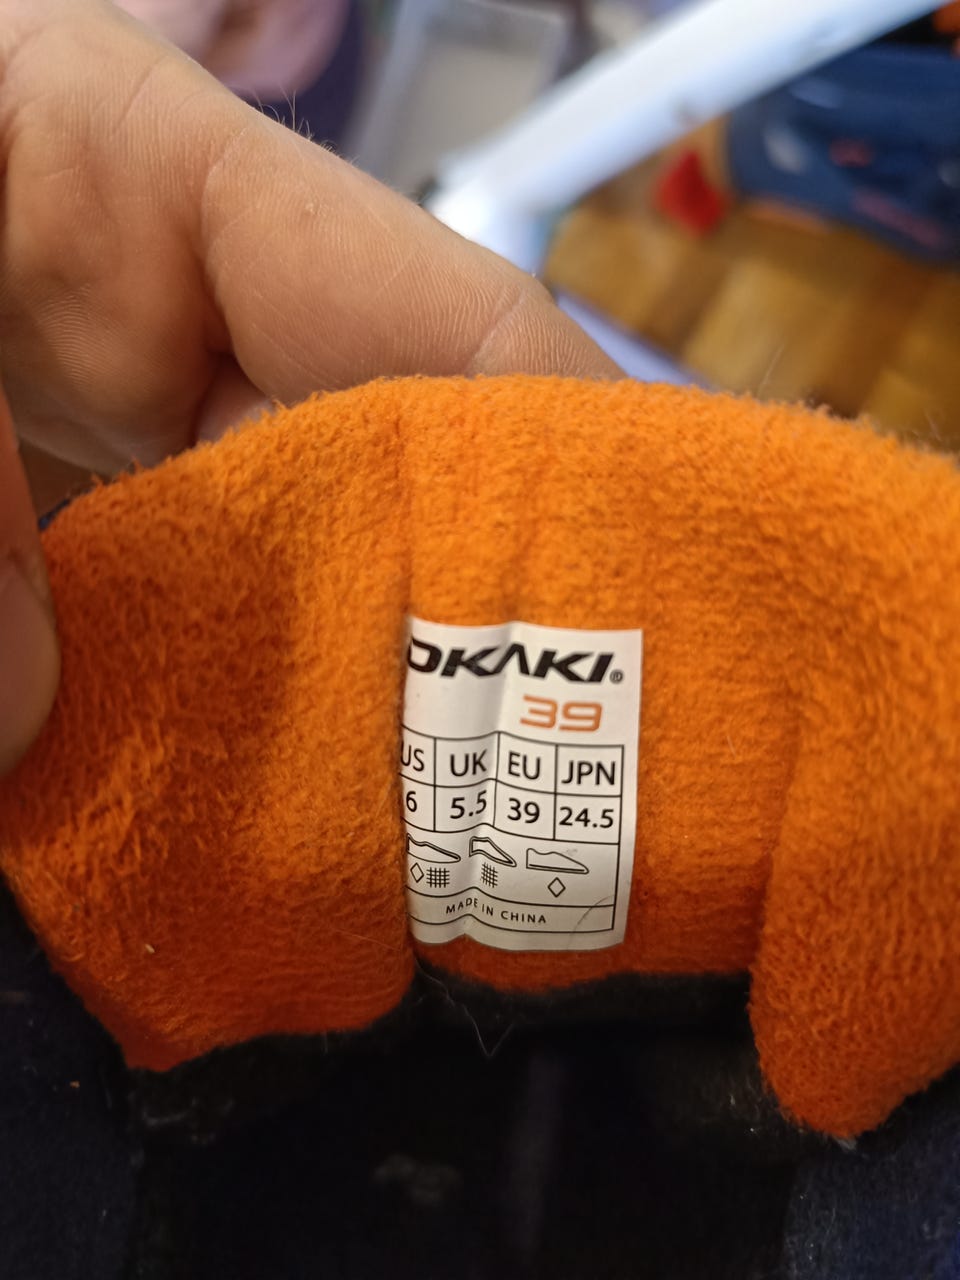 OKAKI®
39
US UK EU JPN
6 5.5 39 24.5
MADE IN CHINA